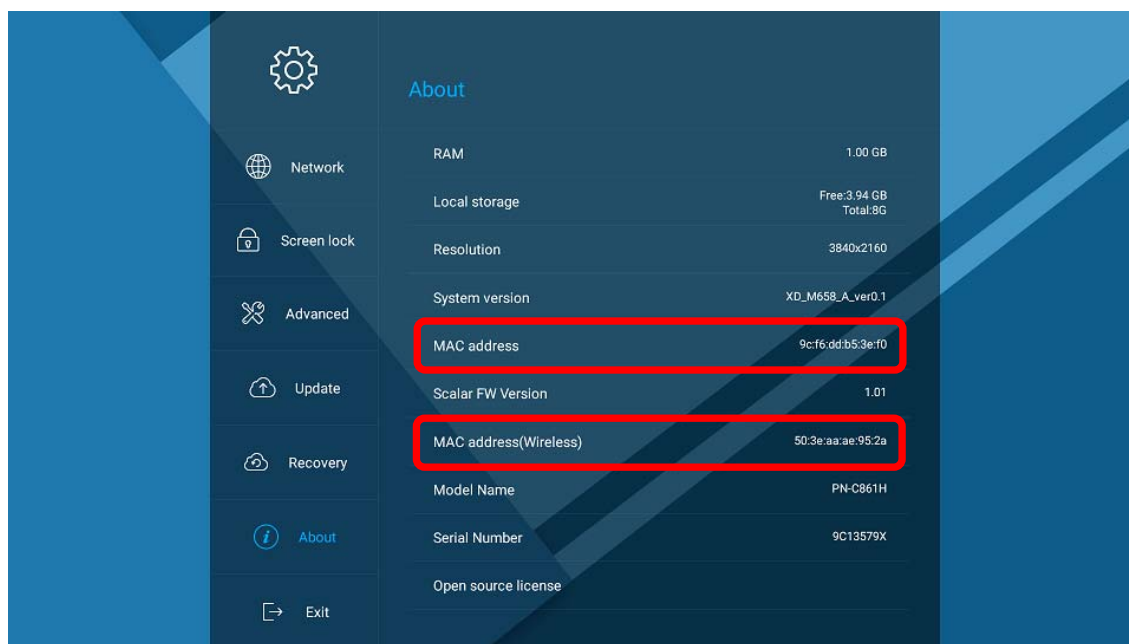 Network
Screen lock
Advanced
Update
Recovery
About
Exit
About
RAM 1.00 GB
Local storage Free:3.94 GB
Total:8G
Resolution 3840x2160
System version XD_M658_A_ver0.1
MAC address 9c:f6:dd:b5:3e:f0
Scalar FW Version 1.01
MAC address(Wireless) 50:3e:aa:ae:95:2a
Model Name PN-C861H
Serial Number 9C13579X
Open source license